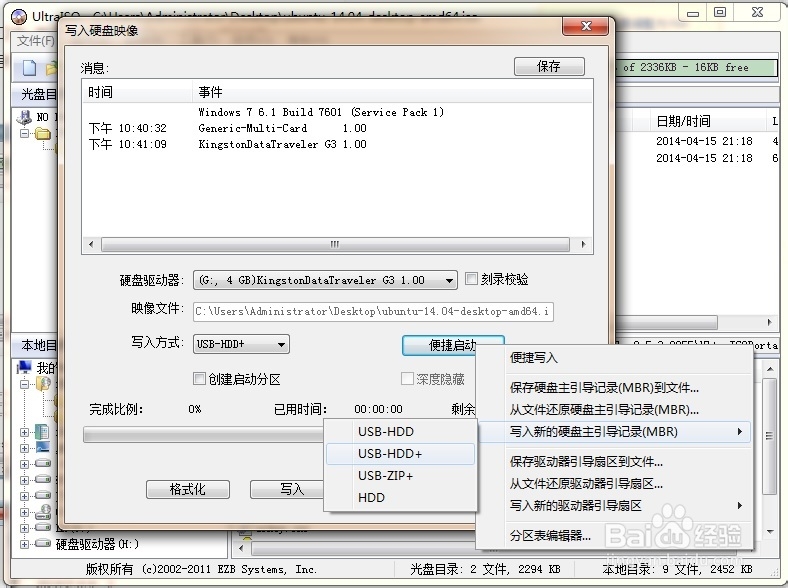 UltraISO - C:\Users\Administrator\Desktop\ubuntu-14.04-desktop-amd64.iso
文件(F)
写入硬盘映像
消息:
保存
of 2336KB - 16KB free
光盘目
时间 事件
日期/时间
NO
Windows 7 6.1 Build 7601 (Service Pack 1)
下午 10:40:32 Generic-Multi-Card 1.00
下午 10:41:09 KingstonDataTraveler G3 1.00
2014-04-15 21:18 4
2014-04-15 21:18 6
硬盘驱动器:
(G:, 4 GB)KingstonDataTraveler G3 1.00
刻录校验
映像文件:
C:\Users\Administrator\Desktop\ubuntu-14.04-desktop-amd64.i
写入方式:
USB-HDD+
便捷启动
本地目
我的
创建启动分区
深度隐藏
完成比例: 0% 已用时间: 00:00:00 剩余
格式化
写入
USB-HDD
USB-HDD+
USB-ZIP+
HDD
便捷写入
保存硬盘主引导记录(MBR)到文件...
从文件还原硬盘主引导记录(MBR)...
写入新的硬盘主引导记录(MBR)
保存驱动器引导扇区到文件...
从文件还原驱动器引导扇区...
写入新的驱动器引导扇区
分区表编辑器...
硬盘驱动器(H:)
版权所有 (c)2002-2011 EZB Systems, Inc.
光盘目录: 2 文件, 2294 KB
本地目录: 9 文件, 2452 KB
Baidu 经验